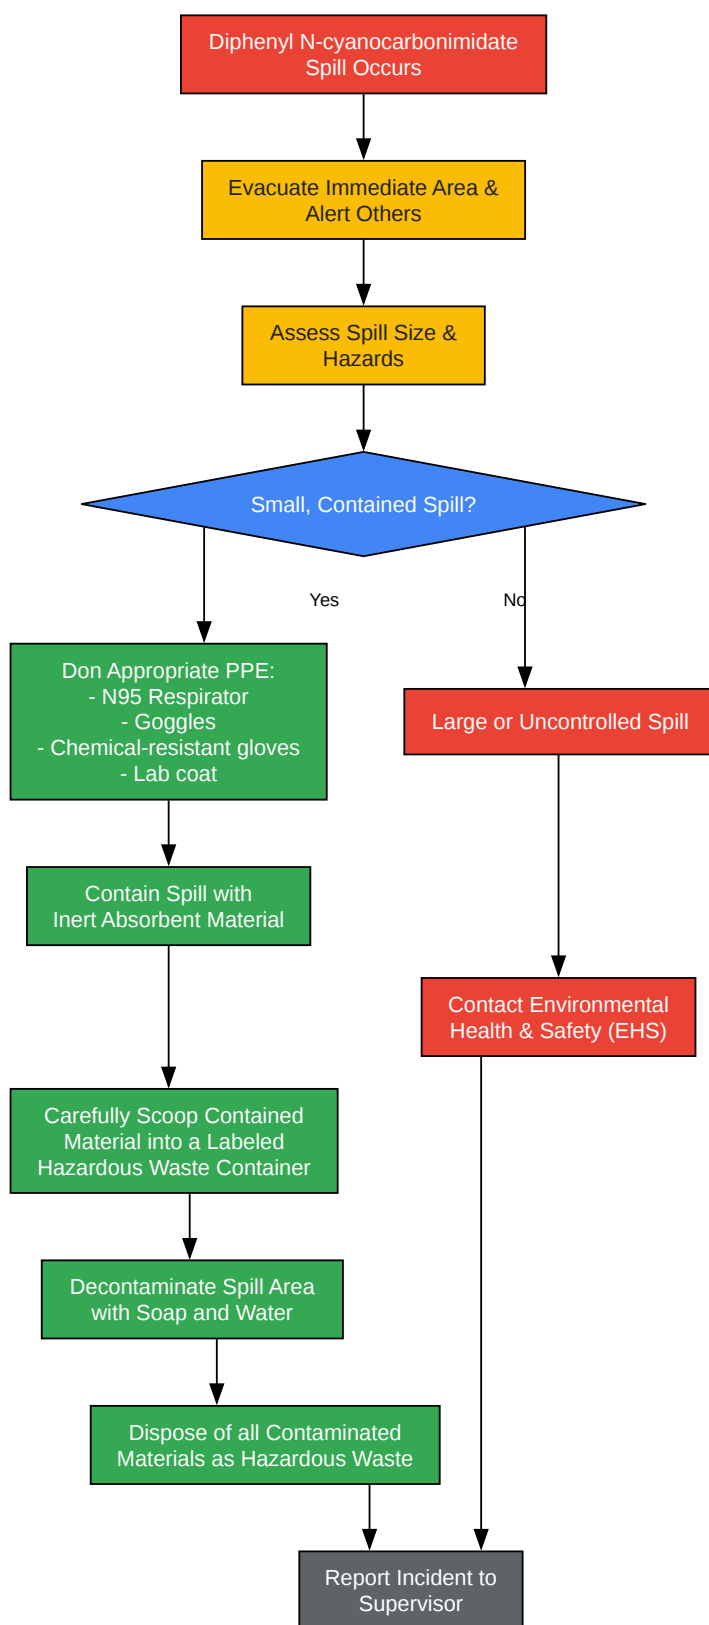 Diphenyl N-cyanocarbonimidate
Spill Occurs
Evacuate Immediate Area &
Alert Others
Assess Spill Size &
Hazards
Small, Contained Spill?
Yes
No
Don Appropriate PPE:
- N95 Respirator
- Goggles
- Chemical-resistant gloves
- Lab coat
Large or Uncontrolled Spill
Contain Spill with
Inert Absorbent Material
Contact Environmental
Health & Safety (EHS)
Carefully Scoop Contained
Material into a Labeled
Hazardous Waste Container
Decontaminate Spill Area
with Soap and Water
Dispose of all Contaminated
Materials as Hazardous Waste
Report Incident to
Supervisor